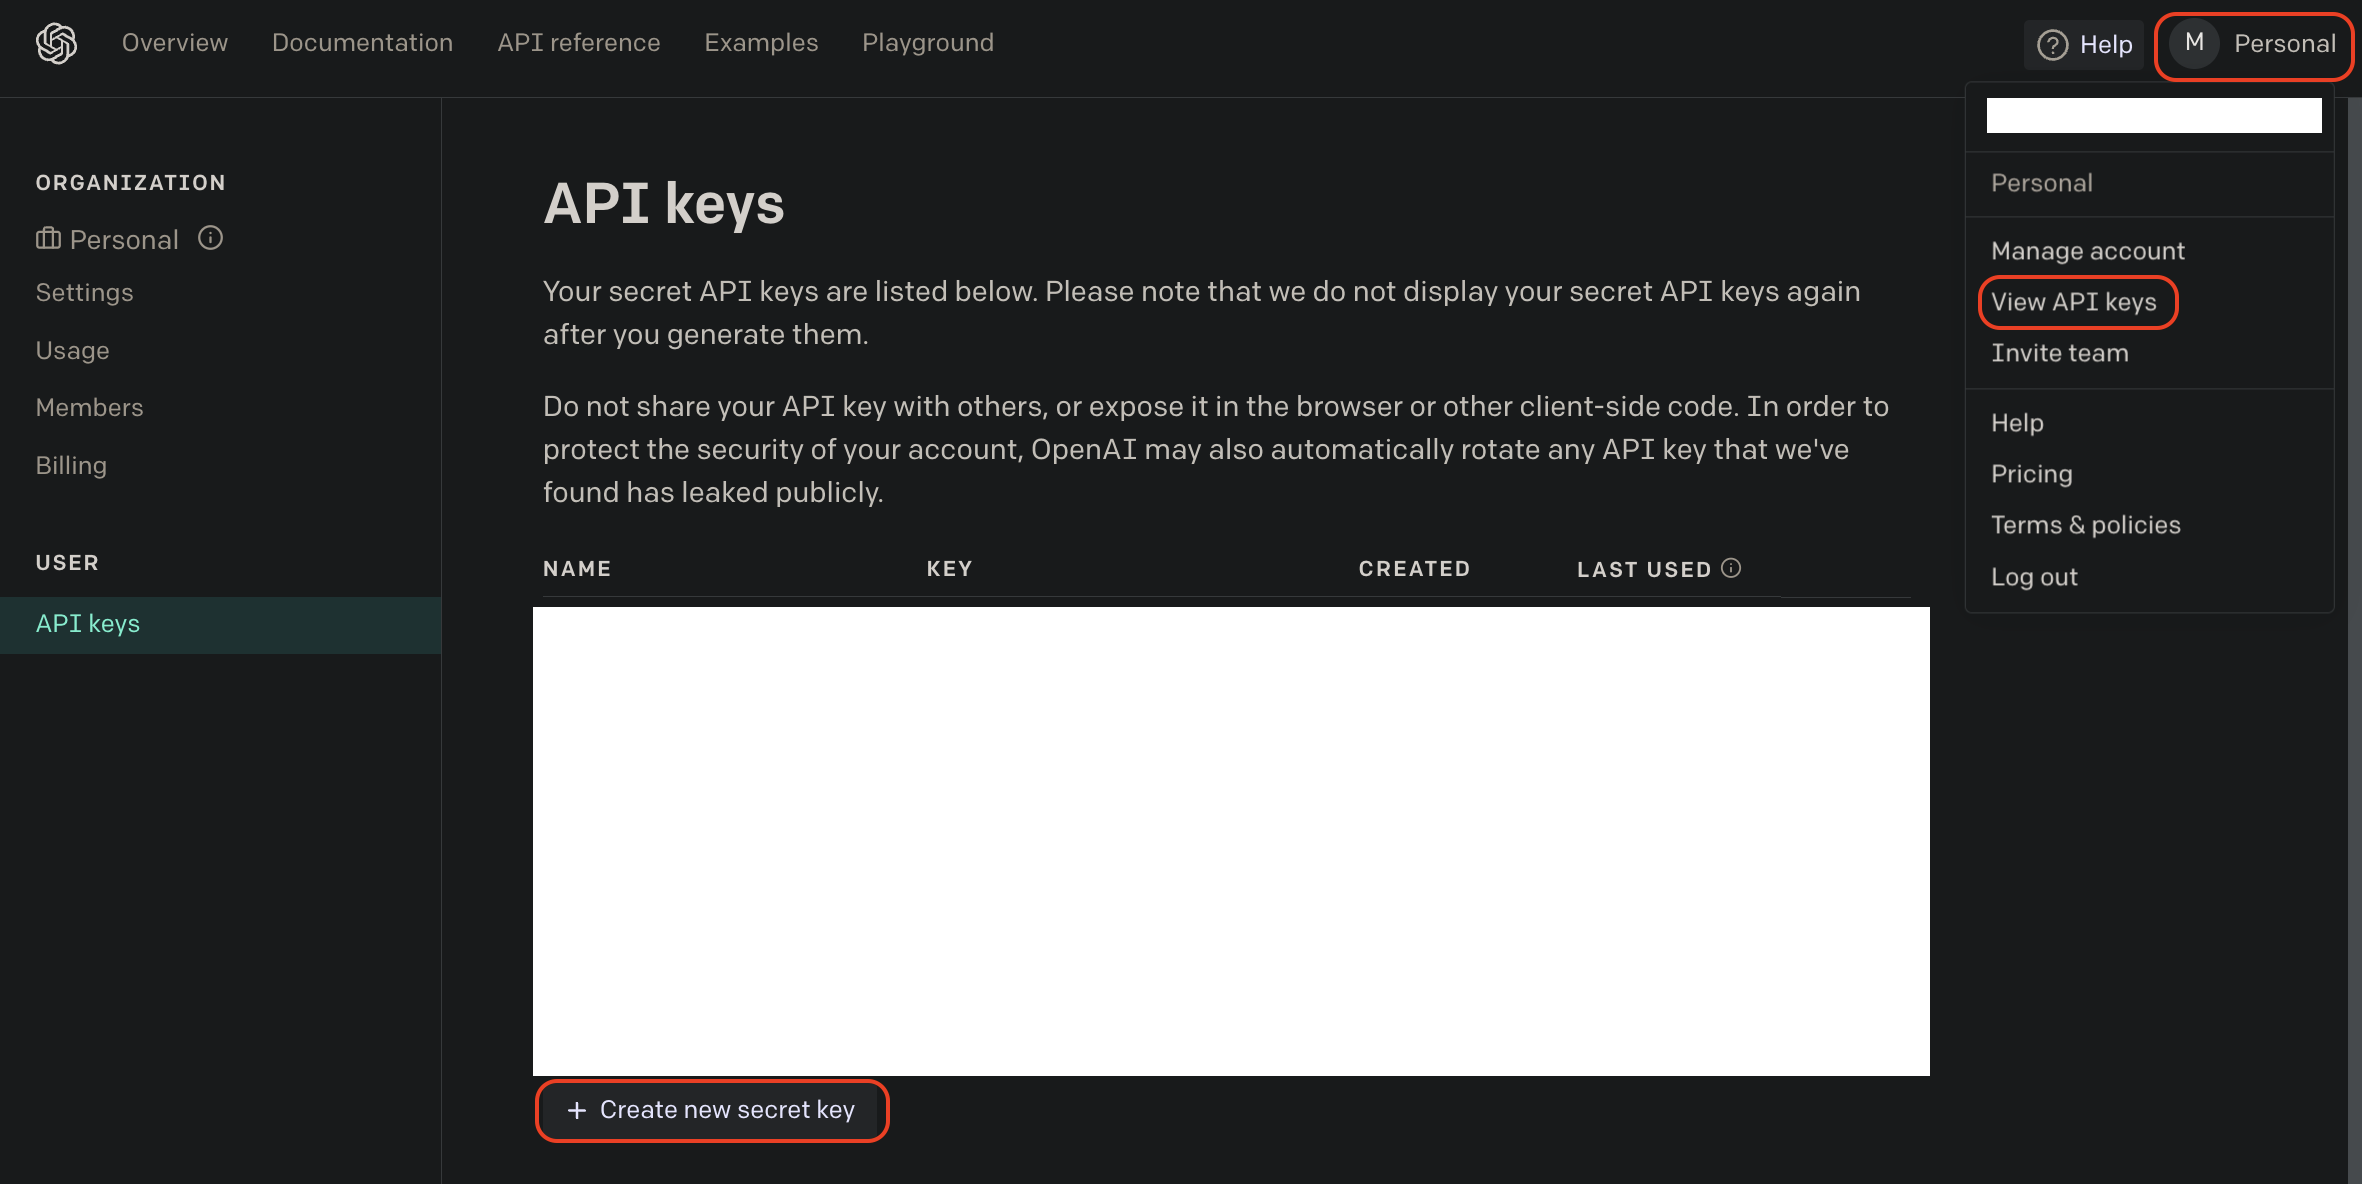 Overview
Documentation
API reference
Examples
Playground
? Help
M Personal
ORGANIZATION
Personal
Settings
Usage
Members
Billing
USER
API keys
API keys
Your secret API keys are listed below. Please note that we do not display your secret API keys again
after you generate them.
Do not share your API key with others, or expose it in the browser or other client-side code. In order to
protect the security of your account, OpenAI may also automatically rotate any API key that we've
found has leaked publicly.
NAME KEY CREATED LAST USED
+ Create new secret key
Personal
Manage account
View API keys
Invite team
Help
Pricing
Terms & policies
Log out